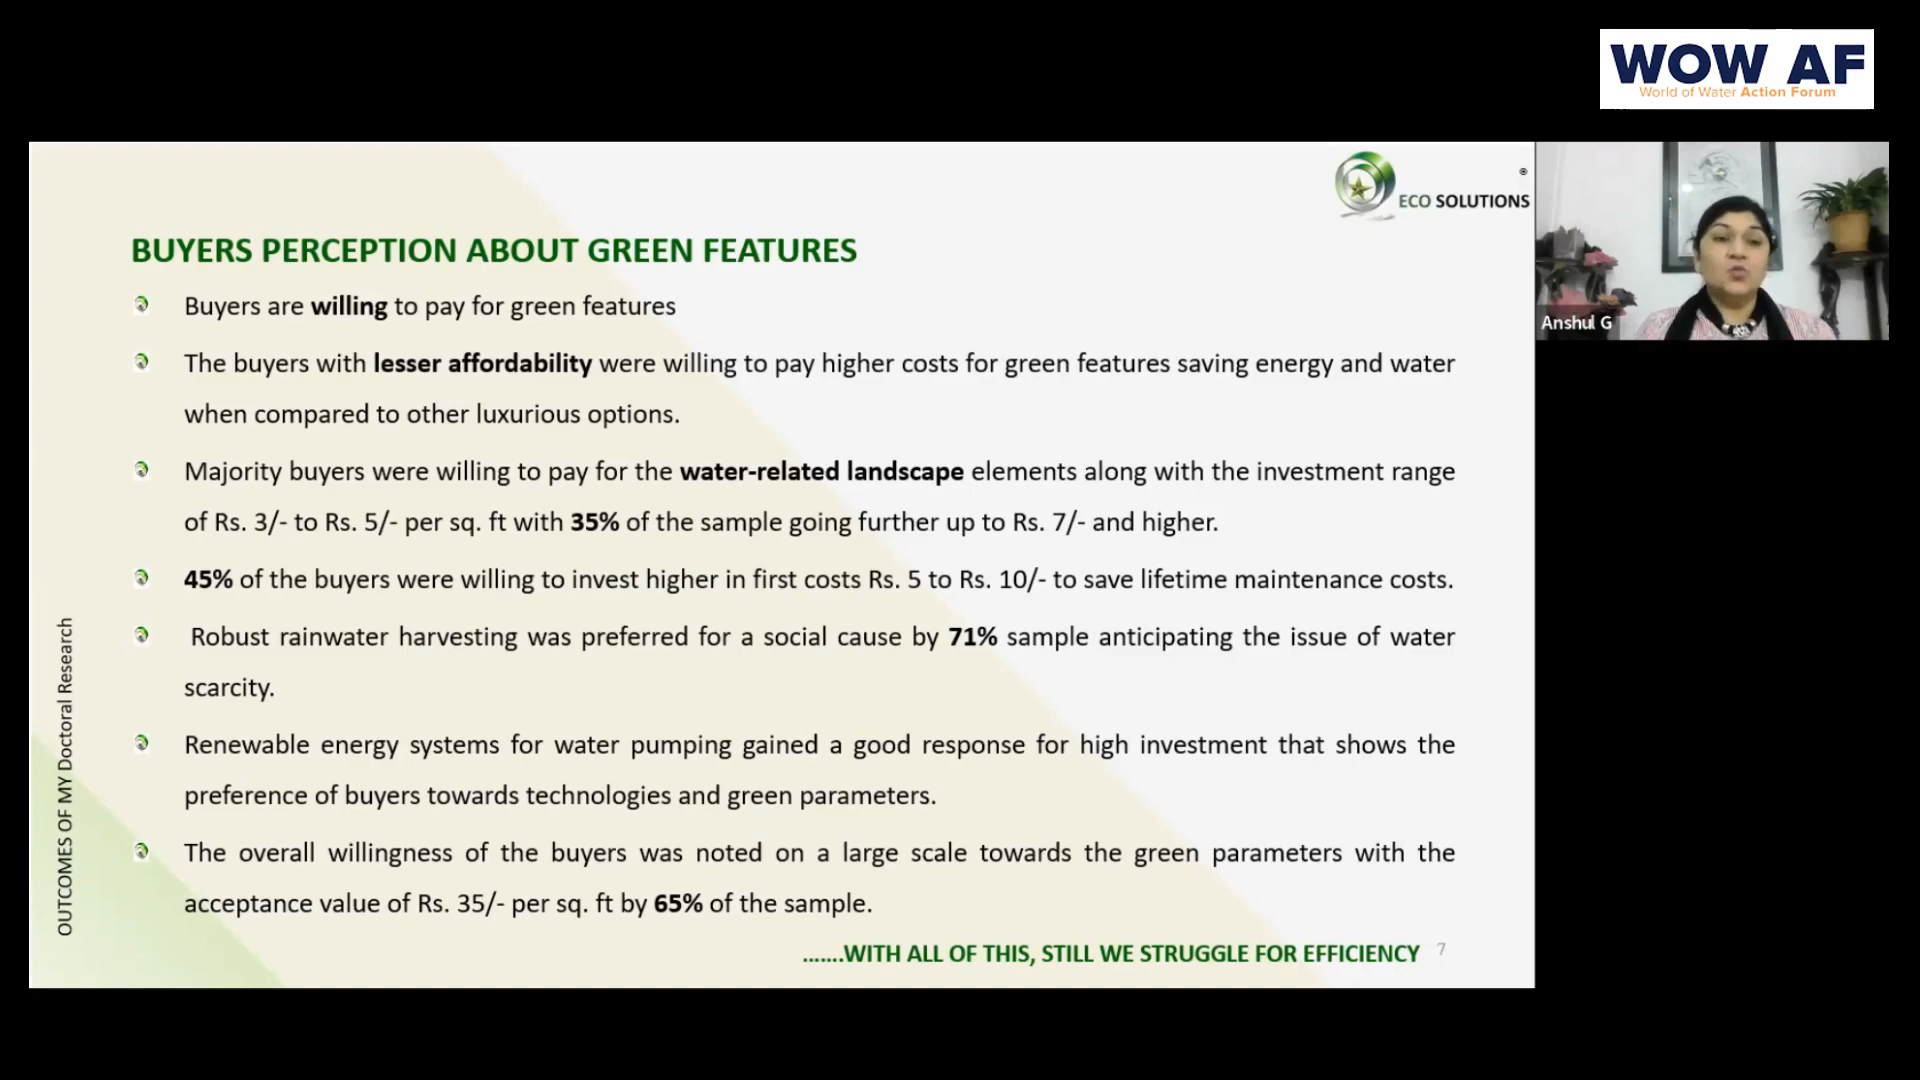 WOW AF
World of Water Action Forum
®
ECO SOLUTIONS
BUYERS PERCEPTION ABOUT GREEN FEATURES
Buyers are willing to pay for green features
The buyers with lesser affordability were willing to pay higher costs for green features saving energy and water
when compared to other luxurious options.
Majority buyers were willing to pay for the water-related landscape elements along with the investment range
of Rs. 3/- to Rs. 5/- per sq. ft with 35% of the sample going further up to Rs. 7/- and higher.
45% of the buyers were willing to invest higher in first costs Rs. 5 to Rs. 10/- to save lifetime maintenance costs.
Robust rainwater harvesting was preferred for a social cause by 71% sample anticipating the issue of water
scarcity.
Renewable energy systems for water pumping gained a good response for high investment that shows the
preference of buyers towards technologies and green parameters.
The overall willingness of the buyers was noted on a large scale towards the green parameters with the
acceptance value of Rs. 35/- per sq. ft by 65% of the sample.
.......WITH ALL OF THIS, STILL WE STRUGGLE FOR EFFICIENCY
7
OUTCOMES OF MY Doctoral Research
Anshul G